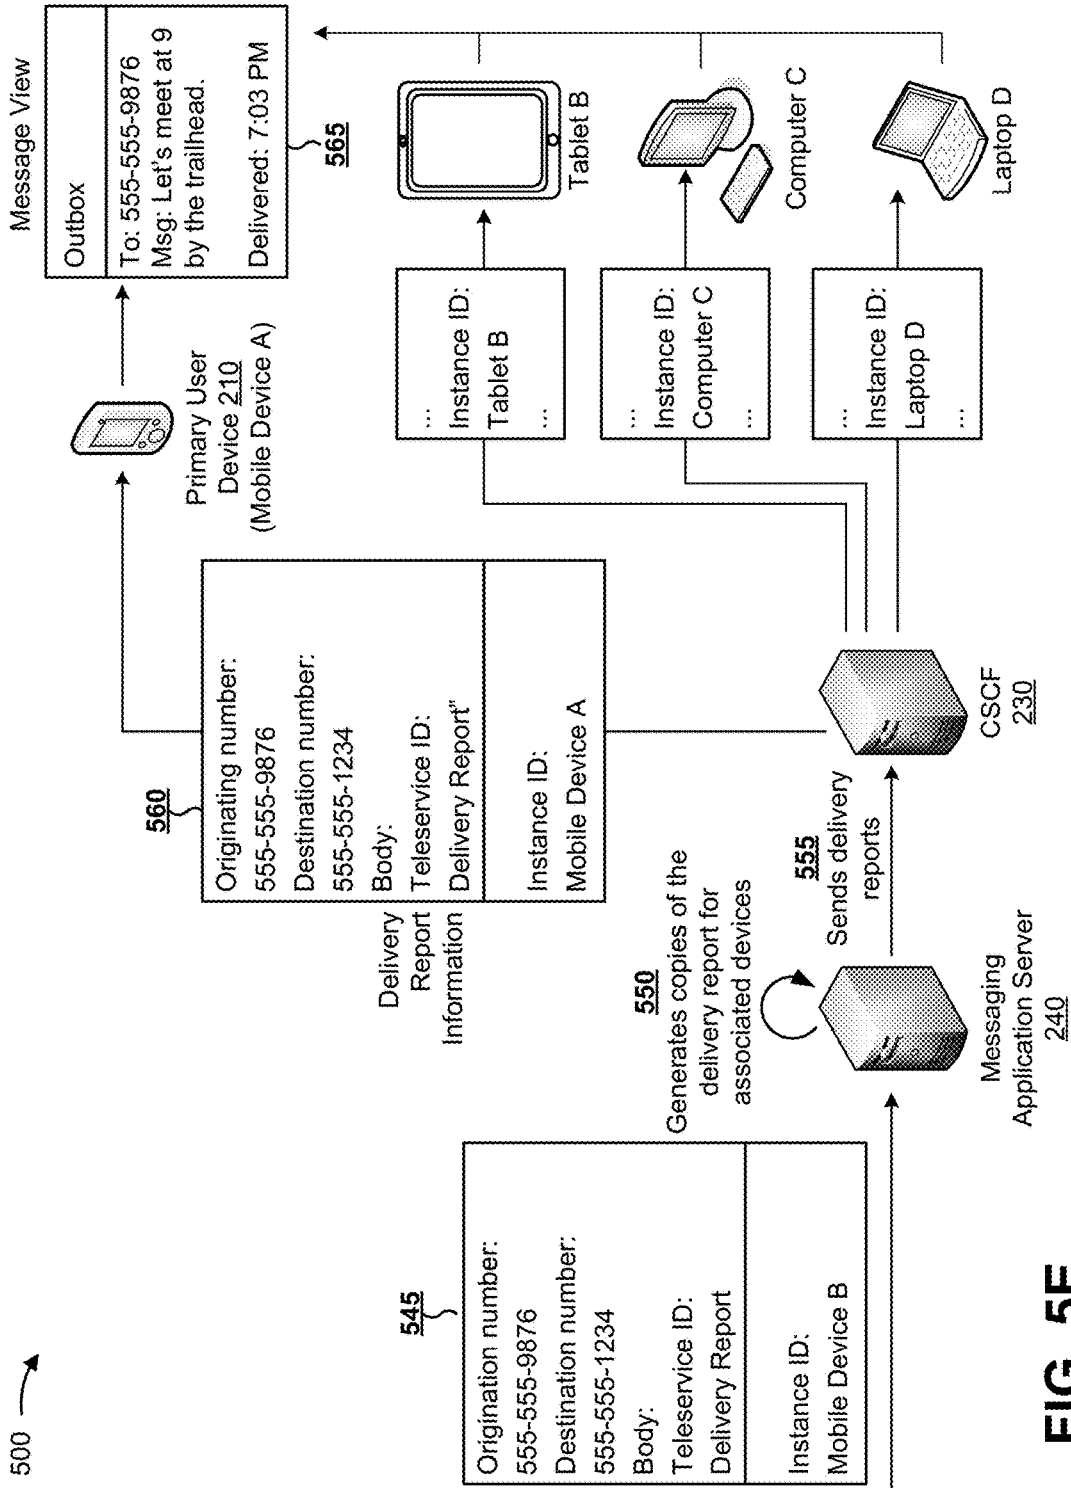 500
545
Origination number:
555-555-9876
Destination number:
555-555-1234
Body:
Teleservice ID:
Delivery Report
Instance ID:
Mobile Device B
550
Generates copies of the
delivery report for
associated devices
Messaging
Application Server
240
555
Sends delivery
reports
CSCF
230
Delivery
Report
Information
560
Originating number:
555-555-9876
Destination number:
555-555-1234
Body:
Teleservice ID:
Delivery Report"
Instance ID:
Mobile Device A
Primary User
Device 210
(Mobile Device A)
...
Instance ID:
Tablet B
...
...
Instance ID:
Computer C
...
...
Instance ID:
Laptop D
...
Message View
Outbox
To: 555-555-9876
Msg: Let's meet at 9
by the trailhead.
Delivered: 7:03 PM
565
Tablet B
Computer C
Laptop D